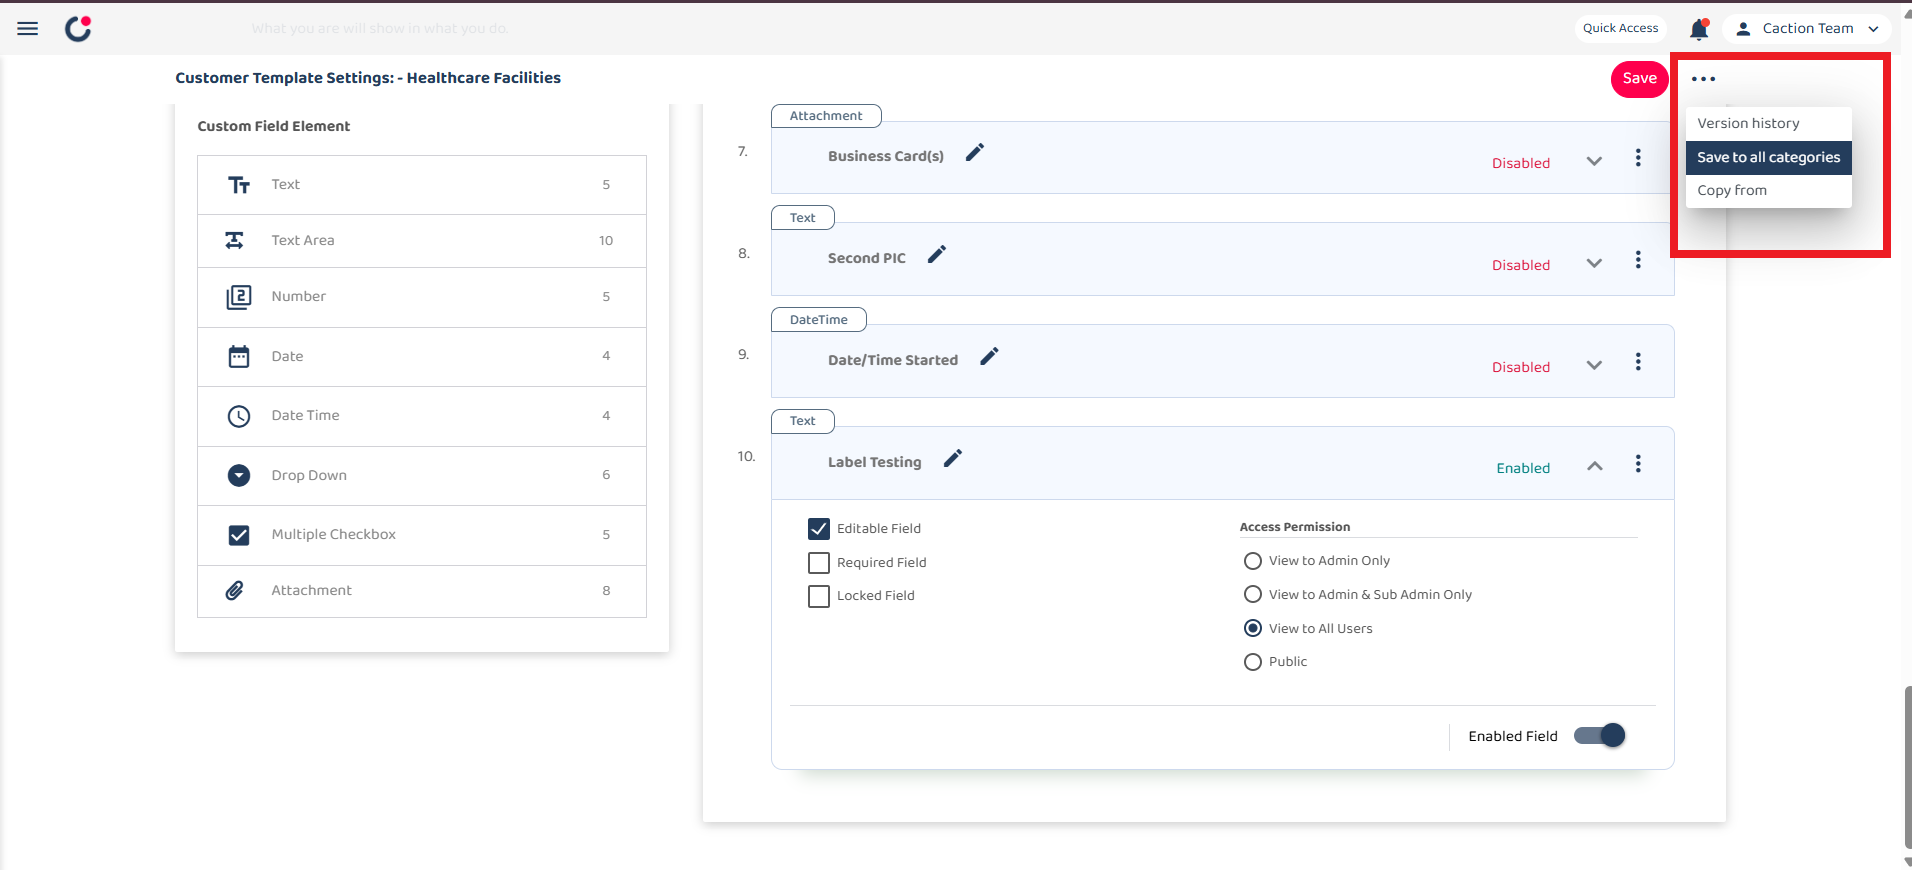 What you are will show in what you do.
Quick Access
Caction Team
Customer Template Settings: - Healthcare Facilities
Save
Version history
Save to all categories
Copy from
Custom Field Element
Text 5
Text Area 10
Number 5
Date 4
Date Time 4
Drop Down 6
Multiple Checkbox 5
Attachment 8
Attachment
7. Business Card(s) Disabled
Text
8. Second PIC Disabled
DateTime
9. Date/Time Started Disabled
Text
10. Label Testing Enabled
Editable Field
Required Field
Locked Field
Access Permission
View to Admin Only
View to Admin & Sub Admin Only
View to All Users
Public
Enabled Field